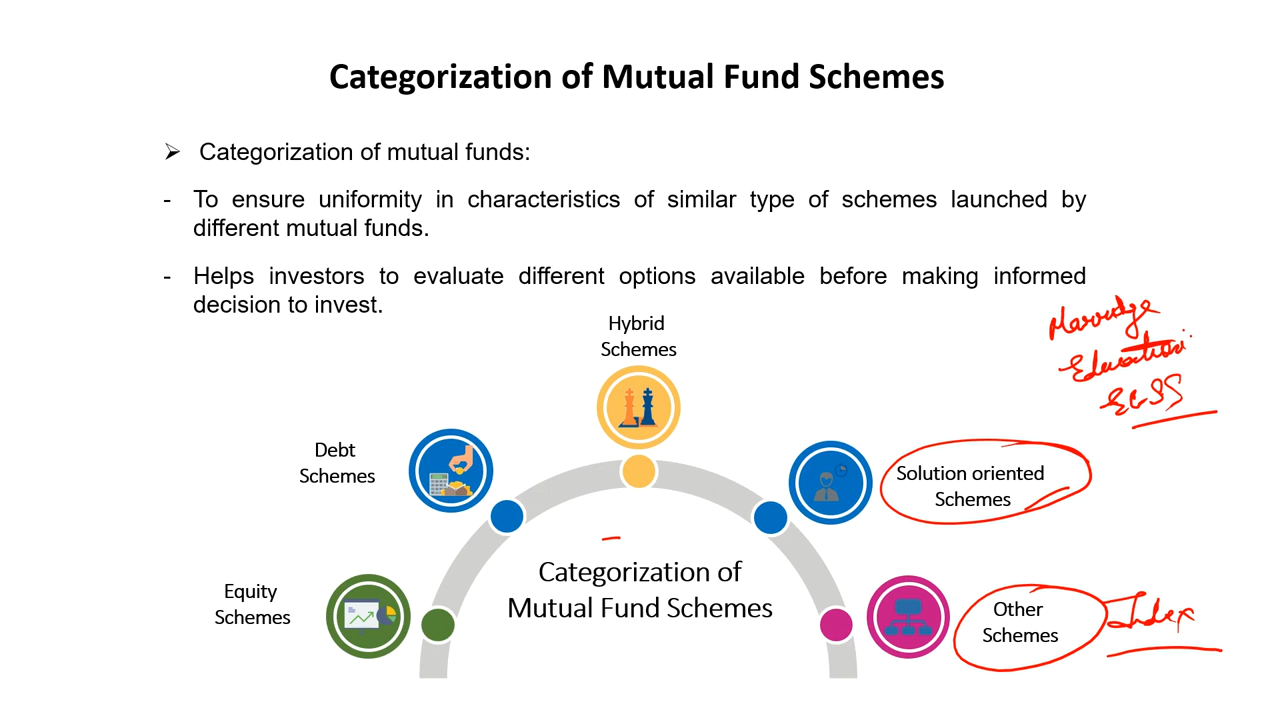 Categorization of Mutual Fund Schemes
➢ Categorization of mutual funds:
- To ensure uniformity in characteristics of similar type of schemes launched by
different mutual funds.
- Helps investors to evaluate different options available before making informed
decision to invest.
Marriage
Education
Hybrid
Schemes
Debt
Schemes
Solution oriented
Schemes
Equity
Schemes
Categorization of
Mutual Fund Schemes
Other
Schemes
Index